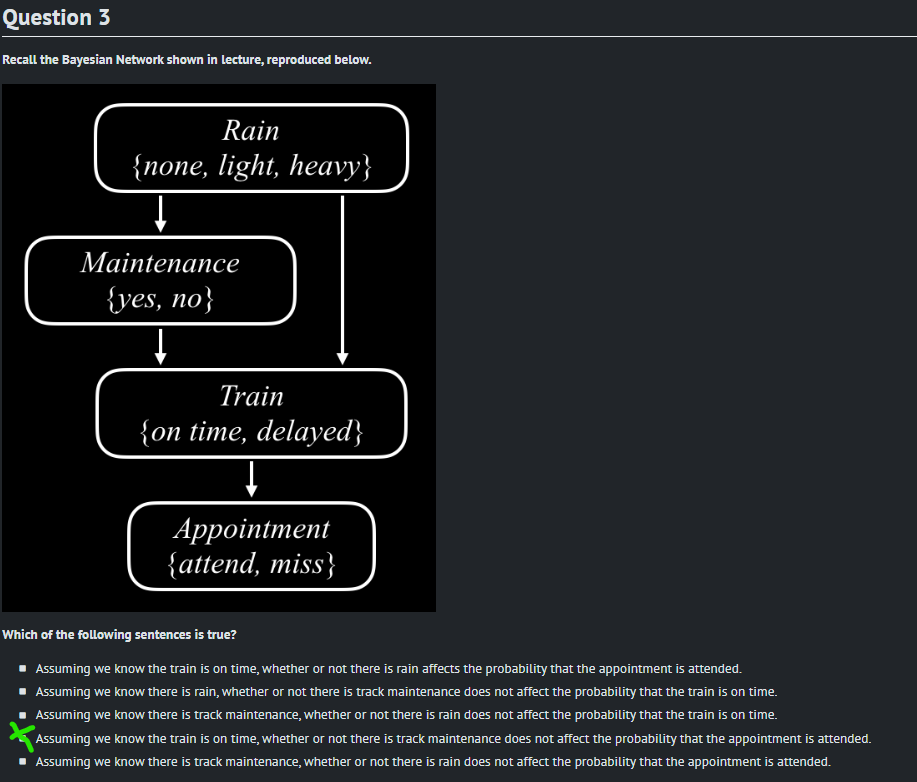 Question 3
Recall the Bayesian Network shown in lecture, reproduced below.
Rain
{none, light, heavy}
Maintenance
{yes, no}
Train
{on time, delayed}
Appointment
{attend, miss}
Which of the following sentences is true?
Assuming we know the train is on time, whether or not there is rain affects the probability that the appointment is attended.
Assuming we know there is rain, whether or not there is track maintenance does not affect the probability that the train is on time.
Assuming we know there is track maintenance, whether or not there is rain does not affect the probability that the train is on time.
Assuming we know the train is on time, whether or not there is track maintenance does not affect the probability that the appointment is attended.
Assuming we know there is track maintenance, whether or not there is rain does not affect the probability that the appointment is attended.